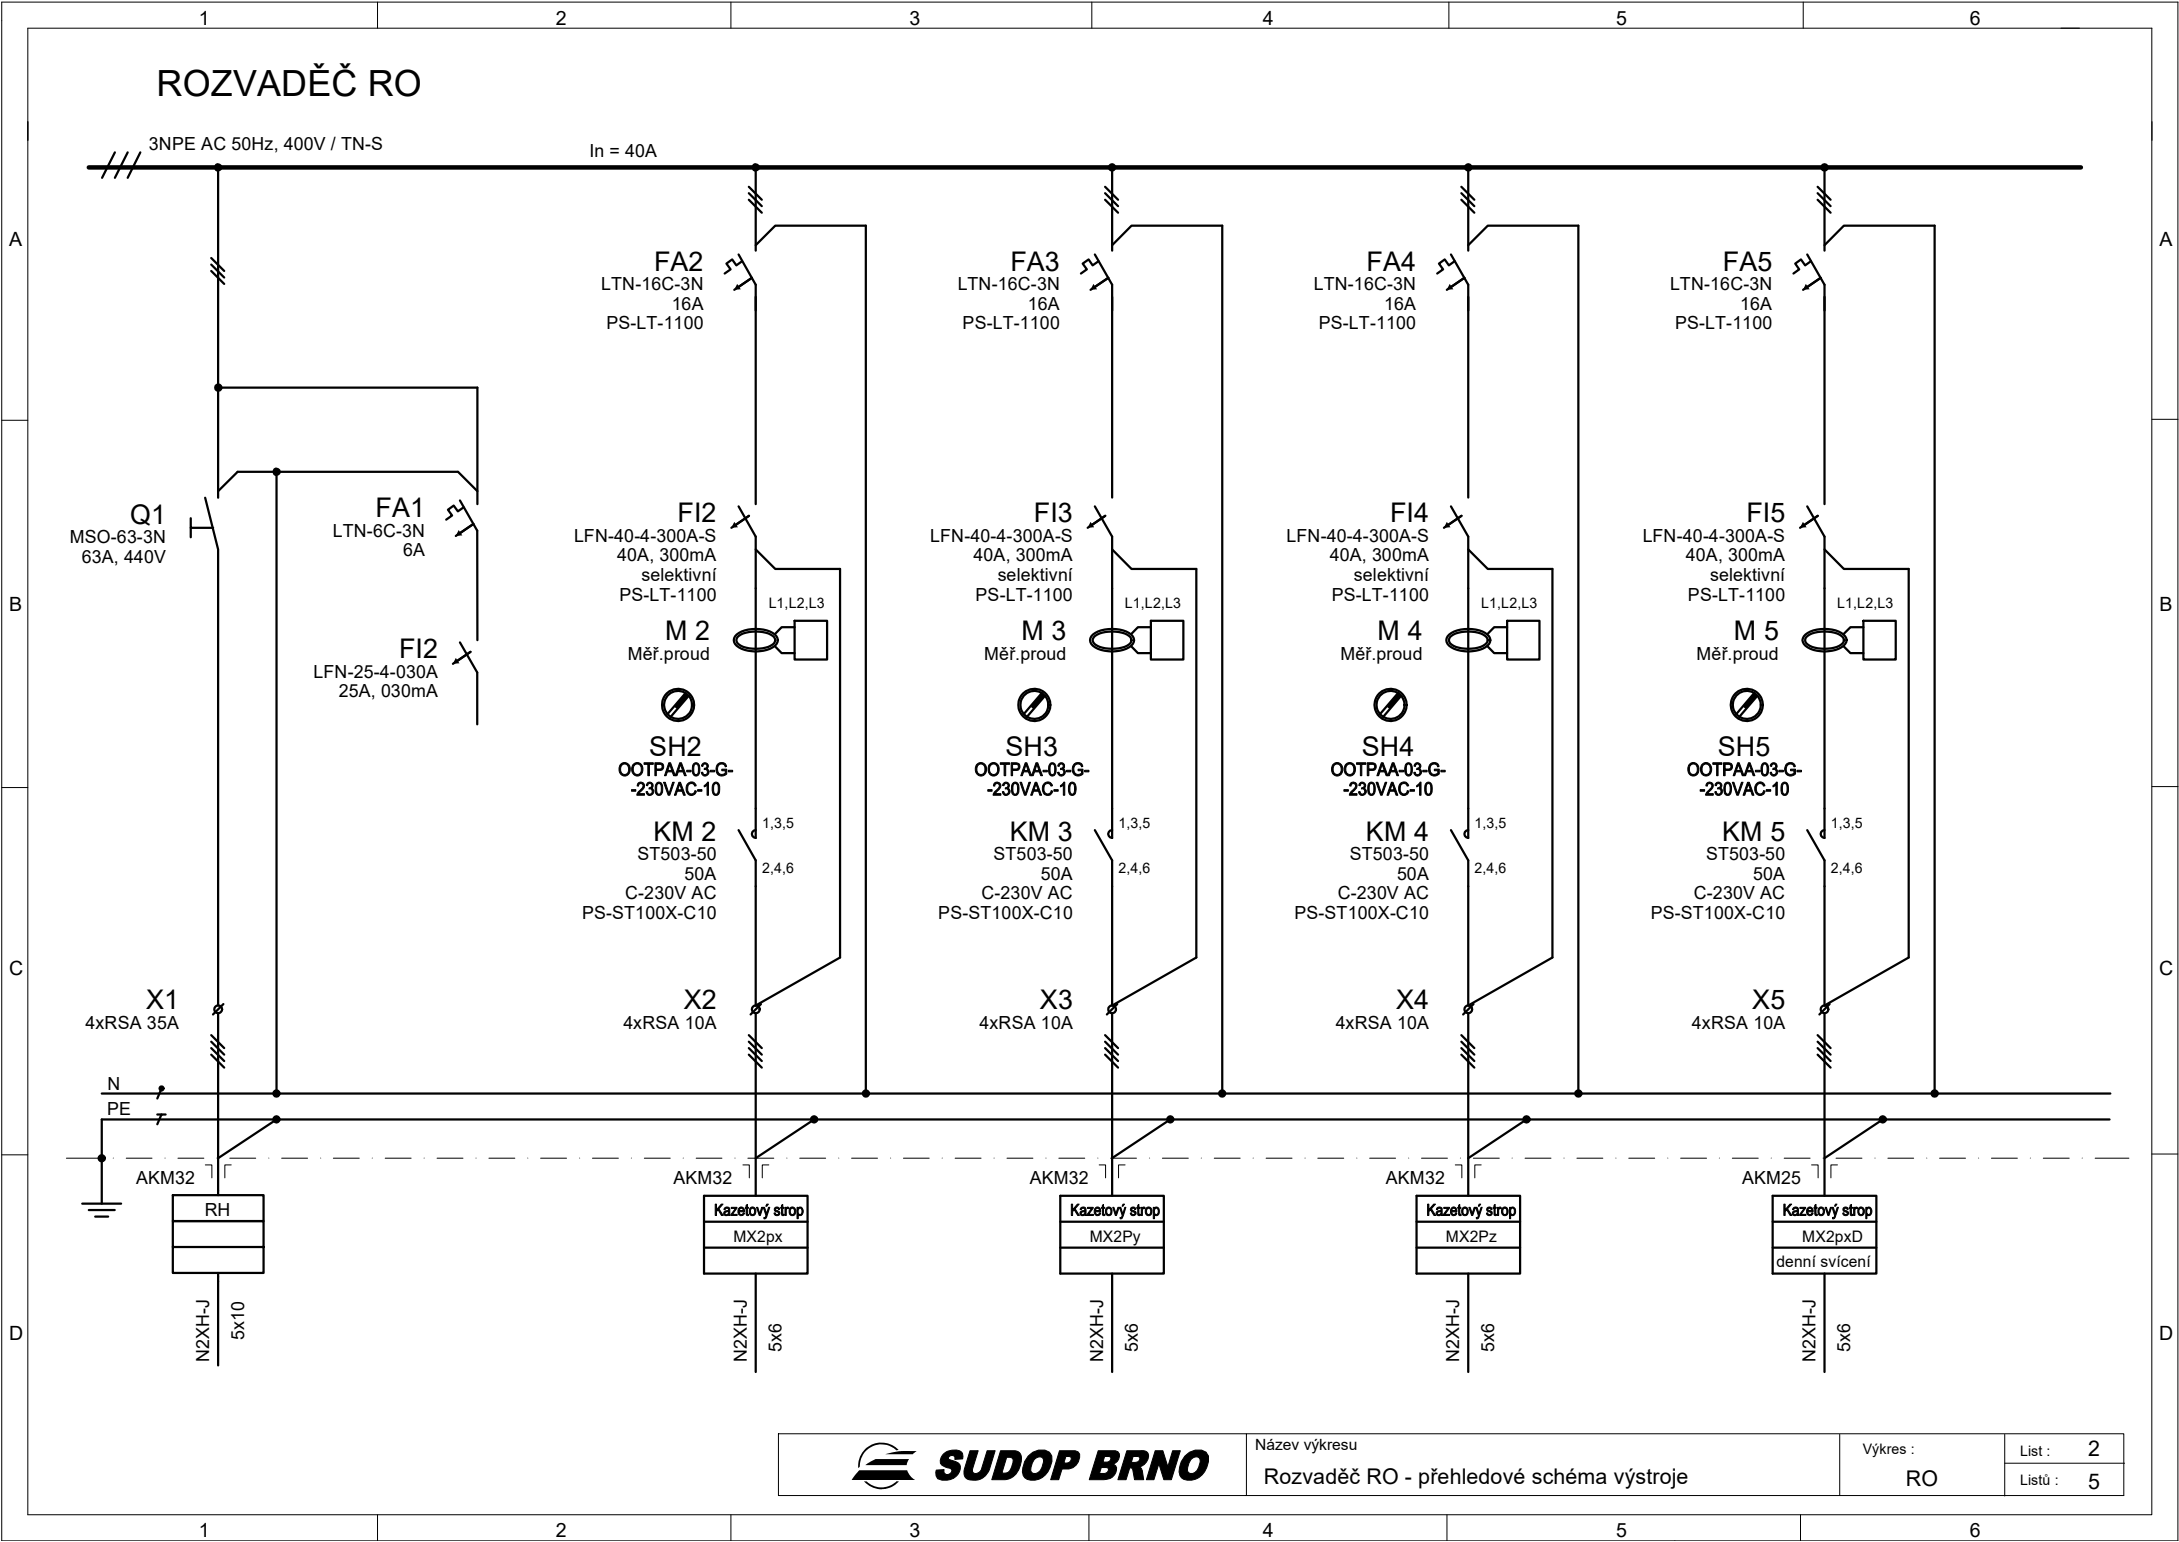 1 2 3 4 5 6
ROZVADĚČ RO
3NPE AC 50Hz, 400V / TN-S
In = 40A
A A
FA2
LTN-16C-3N
16A
PS-LT-1100
FA3
LTN-16C-3N
16A
PS-LT-1100
FA4
LTN-16C-3N
16A
PS-LT-1100
FA5
LTN-16C-3N
16A
PS-LT-1100
Q1
MSO-63-3N
63A, 440V
FA1
LTN-6C-3N
6A
FI2
LFN-25-4-030A
25A, 030mA
FI2
LFN-40-4-300A-S
40A, 300mA
selektivní
PS-LT-1100
FI3
LFN-40-4-300A-S
40A, 300mA
selektivní
PS-LT-1100
FI4
LFN-40-4-300A-S
40A, 300mA
selektivní
PS-LT-1100
FI5
LFN-40-4-300A-S
40A, 300mA
selektivní
PS-LT-1100
B B
L1,L2,L3
M 2
Měř.proud
L1,L2,L3
M 3
Měř.proud
L1,L2,L3
M 4
Měř.proud
L1,L2,L3
M 5
Měř.proud
SH2
OOTPAA-03-G-
-230VAC-10
SH3
OOTPAA-03-G-
-230VAC-10
SH4
OOTPAA-03-G-
-230VAC-10
SH5
OOTPAA-03-G-
-230VAC-10
KM 2
ST503-50
50A
C-230V AC
PS-ST100X-C10
1,3,5
2,4,6
KM 3
ST503-50
50A
C-230V AC
PS-ST100X-C10
1,3,5
2,4,6
KM 4
ST503-50
50A
C-230V AC
PS-ST100X-C10
1,3,5
2,4,6
KM 5
ST503-50
50A
C-230V AC
PS-ST100X-C10
1,3,5
2,4,6
C C
X1
4xRSA 35A
X2
4xRSA 10A
X3
4xRSA 10A
X4
4xRSA 10A
X5
4xRSA 10A
N
PE
AKM32
RH
N2XH-J
5x10
AKM32
Kazetový strop
MX2px
N2XH-J
5x6
AKM32
Kazetový strop
MX2Py
N2XH-J
5x6
AKM32
Kazetový strop
MX2Pz
N2XH-J
5x6
AKM25
Kazetový strop
MX2pxD
denní svícení
N2XH-J
5x6
D D
SUDOP BRNO
Název výkresu
Rozvaděč RO - přehledové schéma výstroje
Výkres :
RO
List : 2
Listů : 5
1 2 3 4 5 6